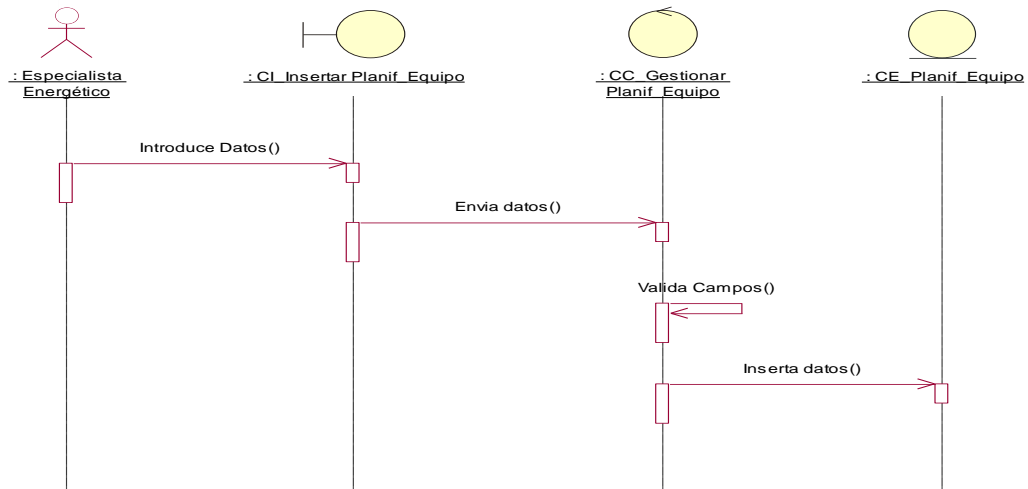 : Especialista
Energético
: CI_Insertar Planif_Equipo
: CC_Gestionar
Planif_Equipo
: CE_Planif_Equipo
Introduce Datos()
Envia datos()
Valida Campos()
Inserta datos()